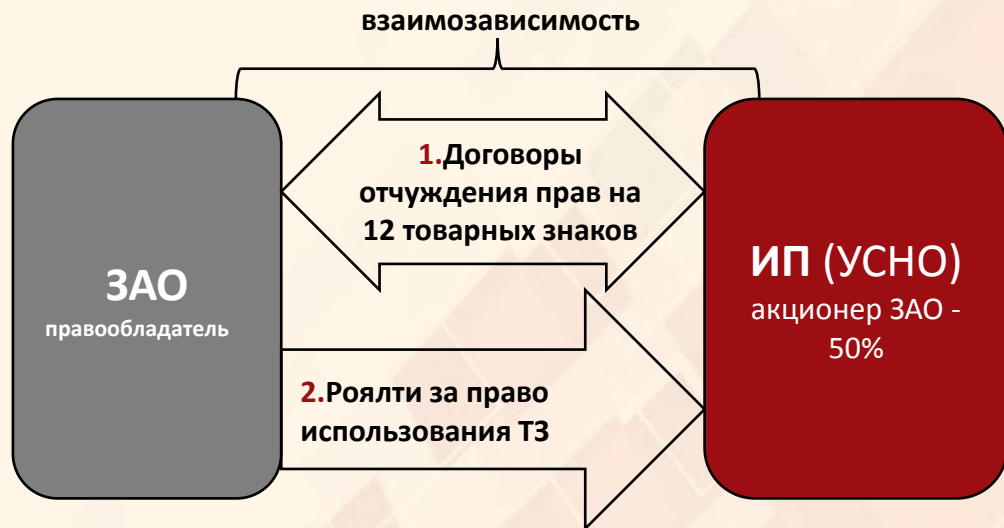 взаимозависимость
1.Договоры
отчуждения прав на
12 товарных знаков
ЗАО
правообладатель
ИП (УСНО)
акционер ЗАО -
50%
2.Роялти за право
использования ТЗ